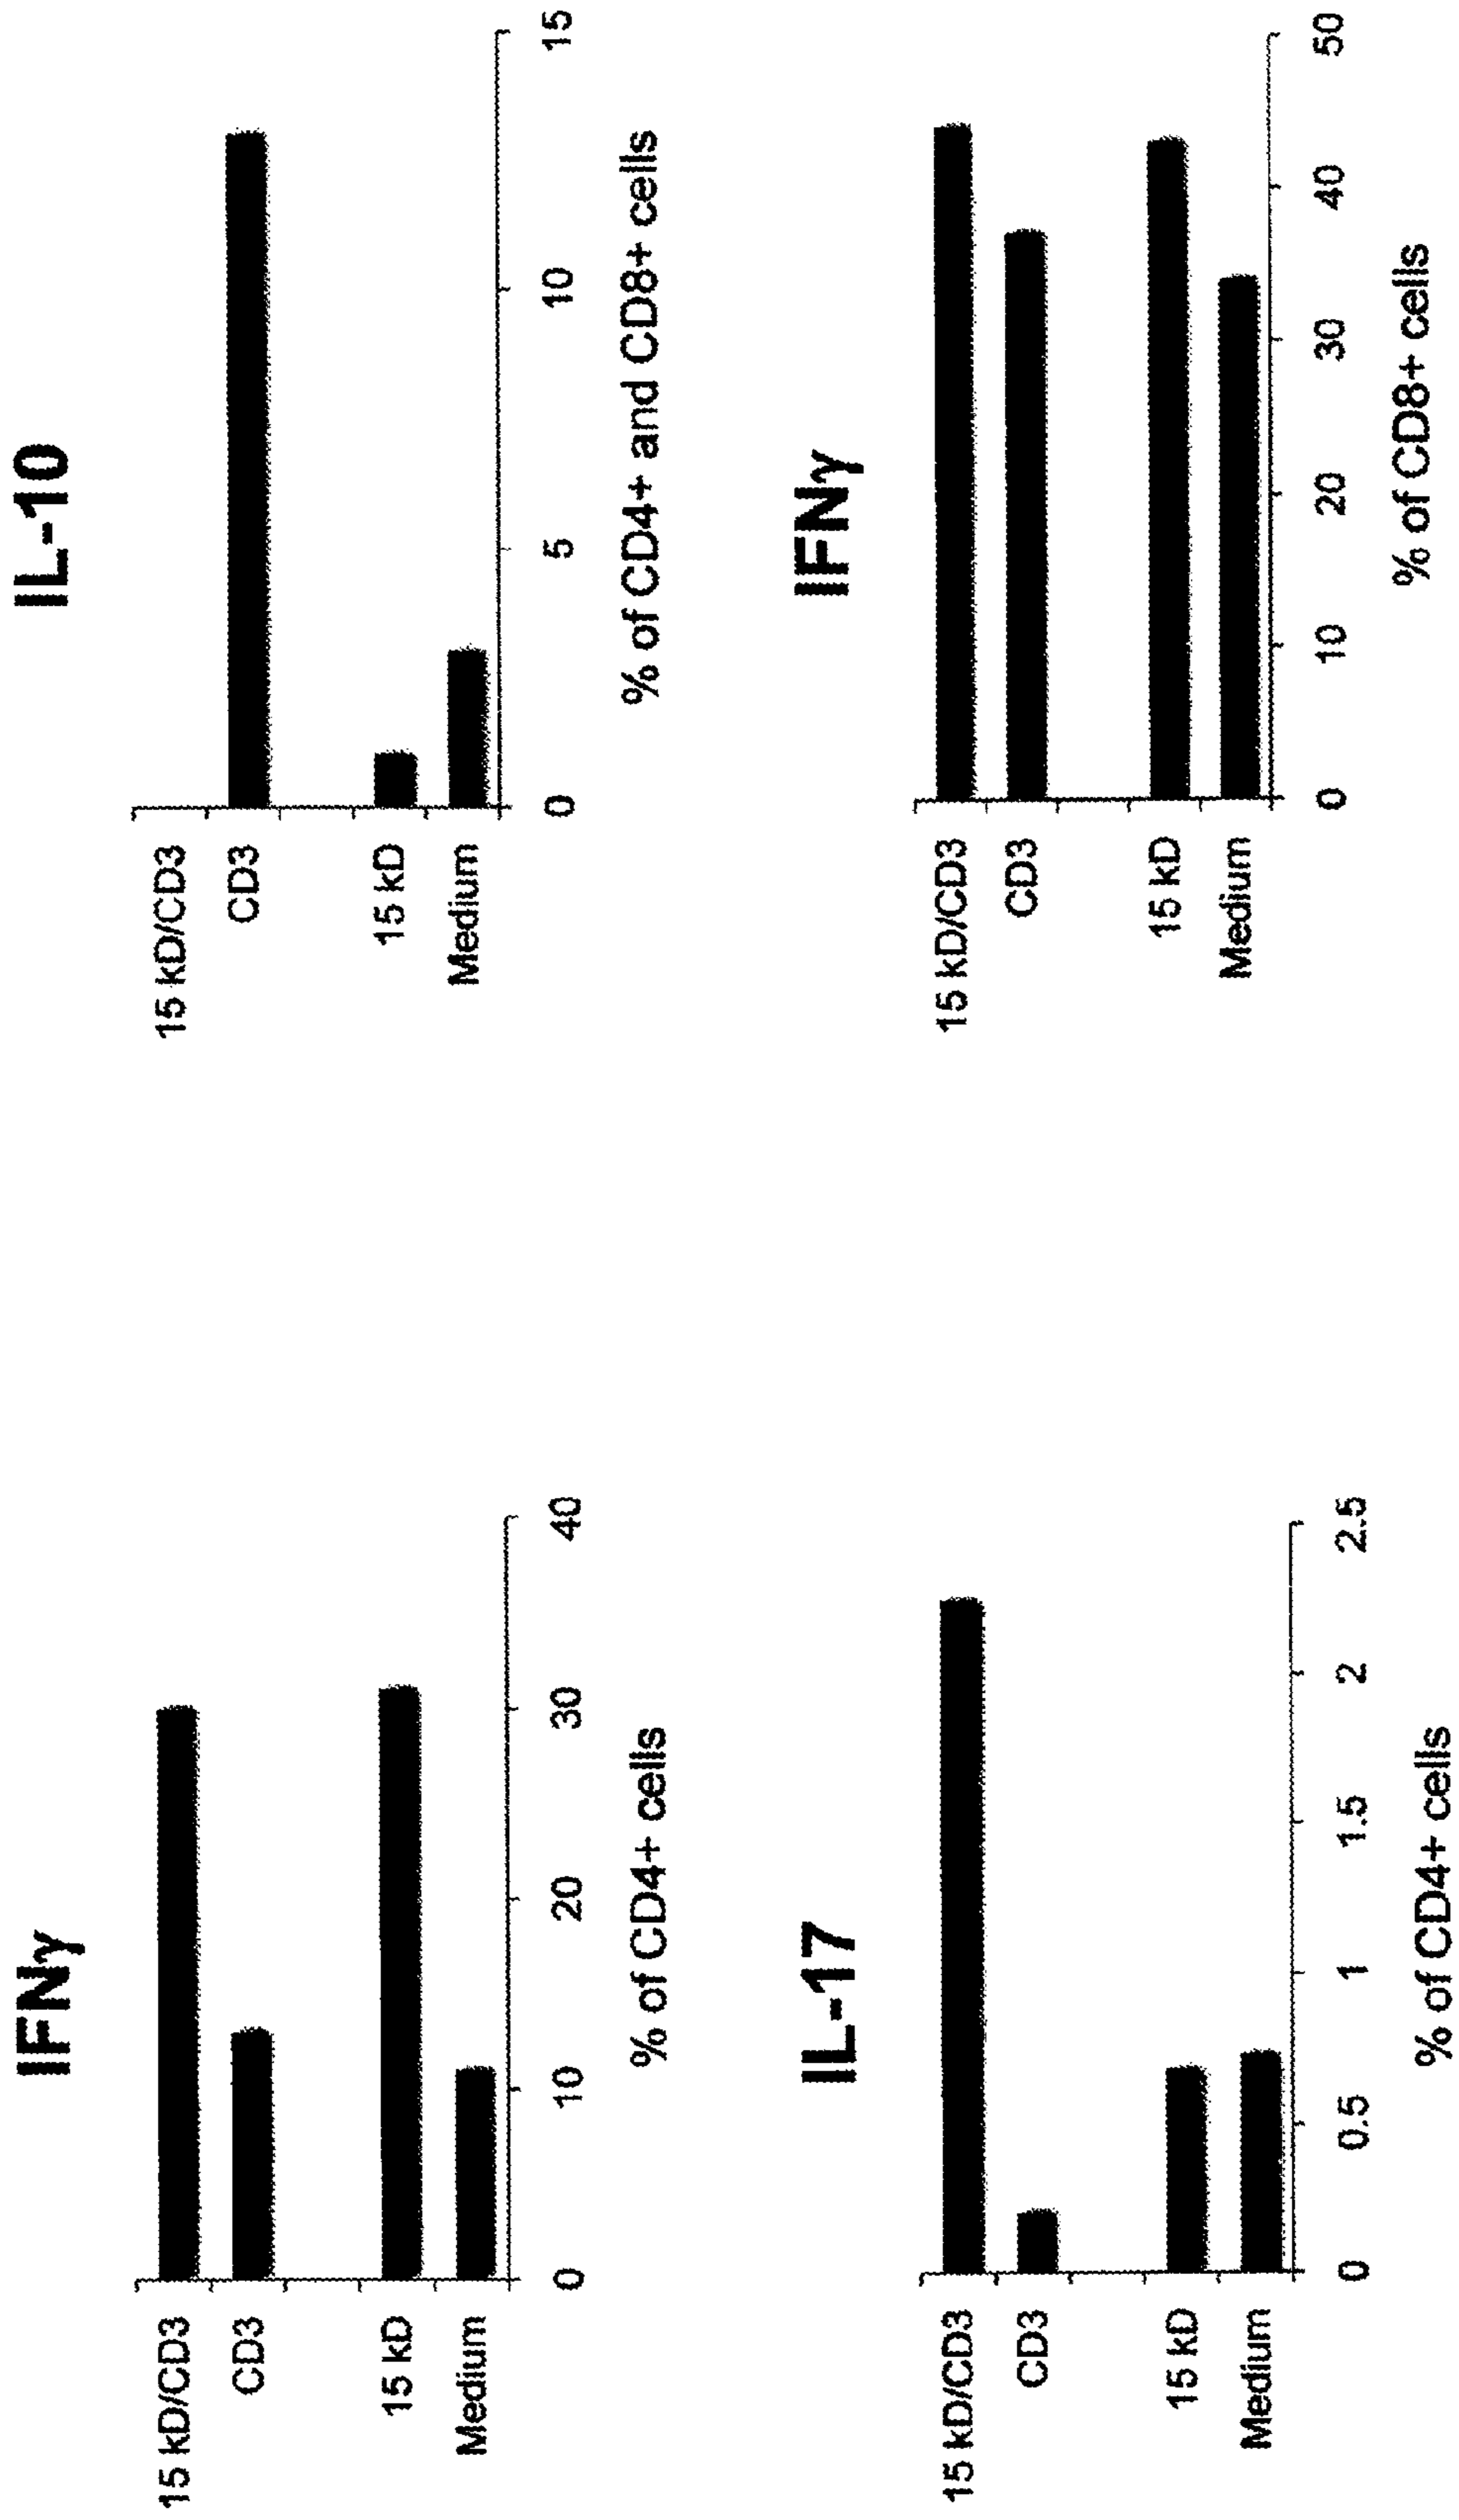 IFNγ
15 kD/CD3
CD3
15 kD
Medium
0 10 20 30 40
% of CD4+ cells
IL-10
15 kD/CD3
CD3
15 kD
Medium
0 5 10 15
% of CD4+ and CD8+ cells
IL-17
15 kD/CD3
CD3
15 kD
Medium
0 0.5 1 1.5 2 2.5
% of CD4+ cells
IFNγ
15 kD/CD3
CD3
15 kD
Medium
0 10 20 30 40 50
% of CD8+ cells